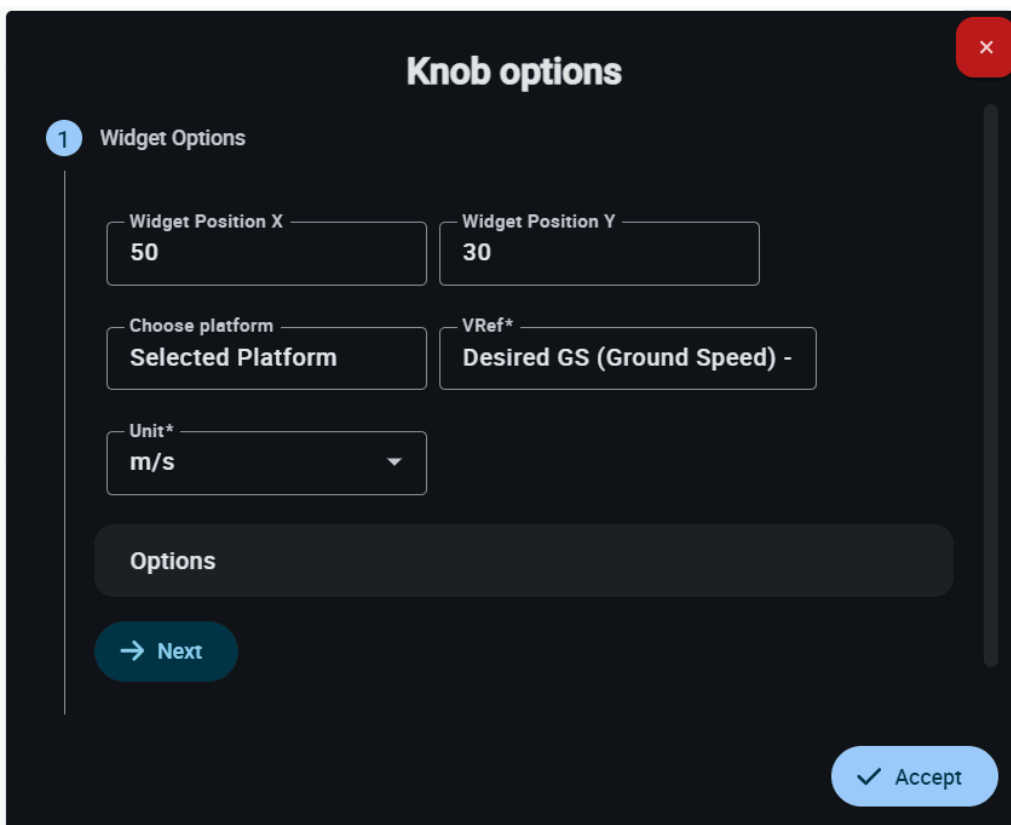 Knob options
1 Widget Options
Widget Position X
50
Widget Position Y
30
Choose platform
Selected Platform
VRef*
Desired GS (Ground Speed) -
Unit*
m/s
Options
Next
Accept